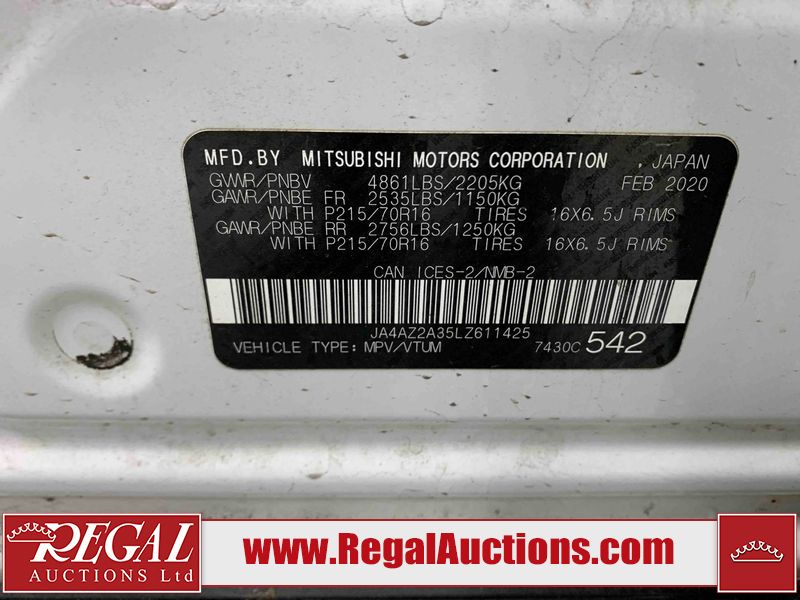 MFD.BY MITSUBISHI MOTORS CORPORATION , JAPAN
GVWR/PNBV 4861LBS/2205KG FEB 2020
GAWR/PNBE FR 2535LBS/1150KG
WITH P215/70R16 TIRES 16X6.5J RIMS
GAWR/PNBE RR 2756LBS/1250KG
WITH P215/70R16 TIRES 16X6.5J RIMS
CAN ICES-2/NMB-2
JA4AZ2A35LZ611425
VEHICLE TYPE: MPV/VTUM 7430C 542
REGAL
AUCTIONS Ltd
www.RegalAuctions.com